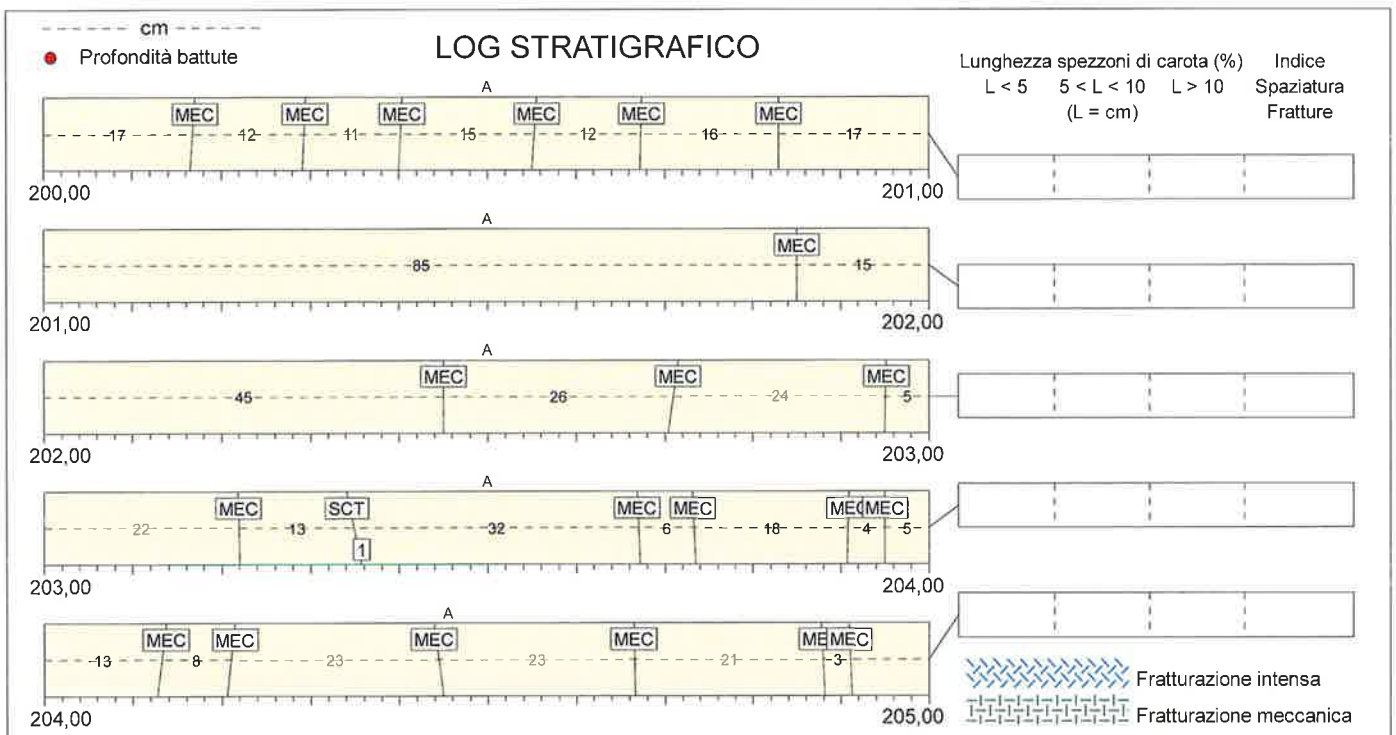 cm
Profondità battute
LOG STRATIGRAFICO
Lunghezza spezzoni di carota (%) Indice
L < 5 5 < L < 10 L > 10 Spaziatura
(L = cm) Fratture
A
MEC MEC MEC MEC MEC MEC
17 12 11 15 12 16 17
200,00 201,00
A
MEC
85 15
201,00 202,00
A
MEC MEC MEC
45 26 24 5
202,00 203,00
A
MEC SCT MEC MEC MEC MEC
22 13 32 6 18 4 5
1
203,00 204,00
A
MEC MEC MEC MEC ME MEC
13 8 23 23 21 3
204,00 205,00
Fratturazione intensa
Fratturazione meccanica